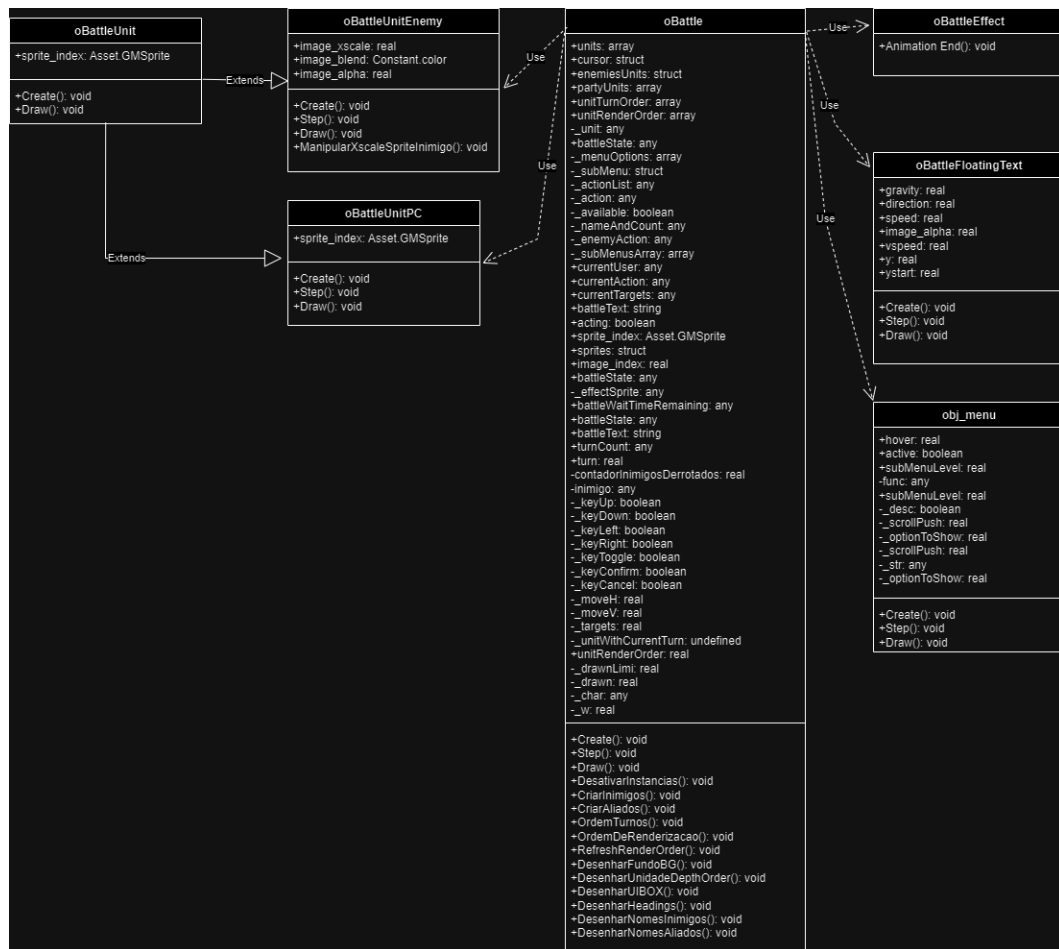 oBattleUnit
+sprite_index: Asset.GMSprite
+Create(): void
+Draw(): void
Extends
Extends
oBattleUnitEnemy
+image_xscale: real
+image_blend: Constant.color
+image_alpha: real
+Create(): void
+Step(): void
+Draw(): void
+ManipularXscaleSpriteInimigo(): void
oBattleUnitPC
+sprite_index: Asset.GMSprite
+Create(): void
+Step(): void
+Draw(): void
Use
Use
oBattle
+units: array
+cursor: struct
+enemiesUnits: struct
+partyUnits: array
+unitTurnOrder: array
+unitRenderOrder: array
-_unit: any
+battleState: any
-_menuOptions: array
-_subMenu: struct
-_actionList: any
-_action: any
-_available: boolean
-_nameAndCount: any
-_enemyAction: any
-_subMenusArray: array
+currentUser: any
+currentAction: any
+currentTargets: any
+battleText: string
+acting: boolean
+sprite_index: Asset.GMSprite
+sprites: struct
+image_index: real
+battleState: any
-_effectSprite: any
+battleWaitTimeRemaining: any
+battleState: any
+battleText: string
+turnCount: any
+turn: real
-contadorInimigosDerrotados: real
-inimigo: any
-_keyUp: boolean
-_keyDown: boolean
-_keyLeft: boolean
-_keyRight: boolean
-_keyToggle: boolean
-_keyConfirm: boolean
-_keyCancel: boolean
-_moveH: real
-_moveV: real
-_targets: real
-_unitWithCurrentTurn: undefined
+unitRenderOrder: real
-_drawnLimi: real
-_drawn: real
-_char: any
-_w: real
+Create(): void
+Step(): void
+Draw(): void
+DesativarInstancias(): void
+CriarInimigos(): void
+CriarAliados(): void
+OrdemTurnos(): void
+OrdemDeRenderizacao(): void
+RefreshRenderOrder(): void
+DesenharFundoBG(): void
+DesenharUnidadeDepthOrder(): void
+DesenharUIBOX(): void
+DesenharHeadings(): void
+DesenharNomesInimigos(): void
+DesenharNomesAliados(): void
Use
Use
Use
oBattleEffect
+Animation End(): void
oBattleFloatingText
+gravity: real
+direction: real
+speed: real
+image_alpha: real
+vspeed: real
+y: real
+ystart: real
+Create(): void
+Step(): void
+Draw(): void
obj_menu
+hover: real
+active: boolean
+subMenuLevel: real
-func: any
+subMenuLevel: real
-_desc: boolean
-_scrollPush: real
-_optionToShow: real
-_scrollPush: real
-_str: any
-_optionToShow: real
+Create(): void
+Step(): void
+Draw(): void